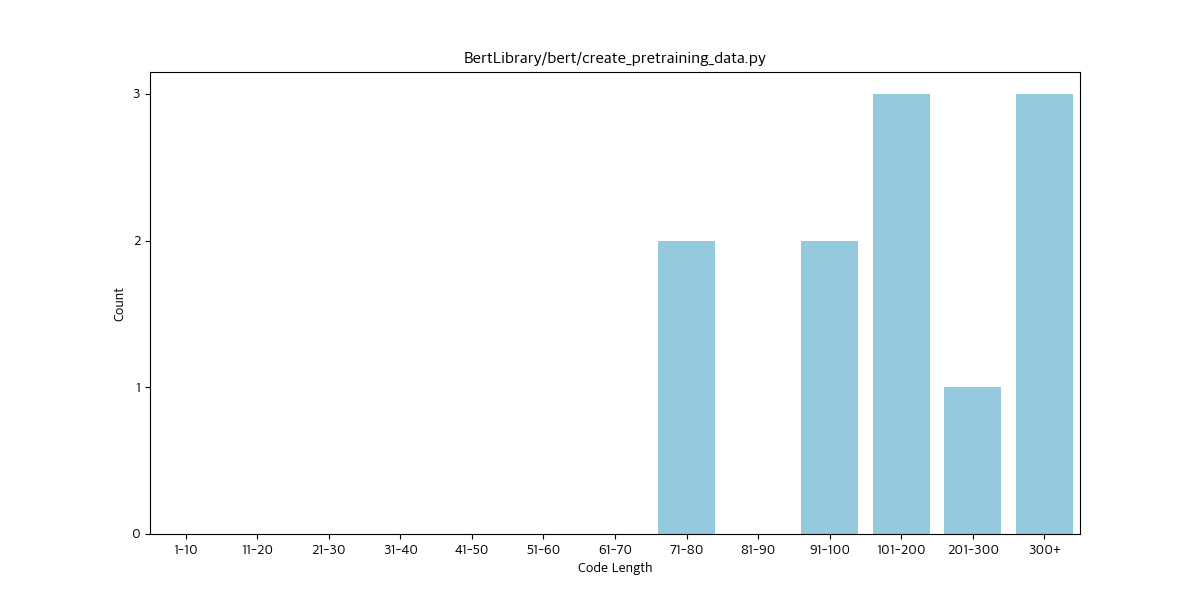 BertLibrary/bert/create_pretraining_data.py
3
2
1
0
Count
1-10 11-20 21-30 31-40 41-50 51-60 61-70 71-80 81-90 91-100 101-200 201-300 300+
Code Length